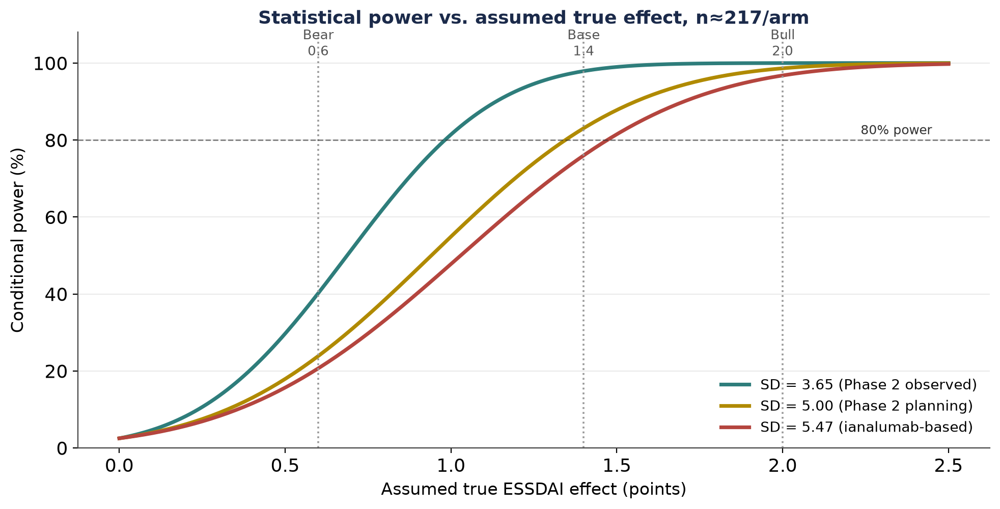 Statistical power vs. assumed true effect, n≈217/arm
Bear
0.6
Base
1.4
Bull
2.0
100
80
60
40
20
0
Conditional power (%)
80% power
SD = 3.65 (Phase 2 observed)
SD = 5.00 (Phase 2 planning)
SD = 5.47 (ianalumab-based)
0.0
0.5
1.0
1.5
2.0
2.5
Assumed true ESSDAI effect (points)